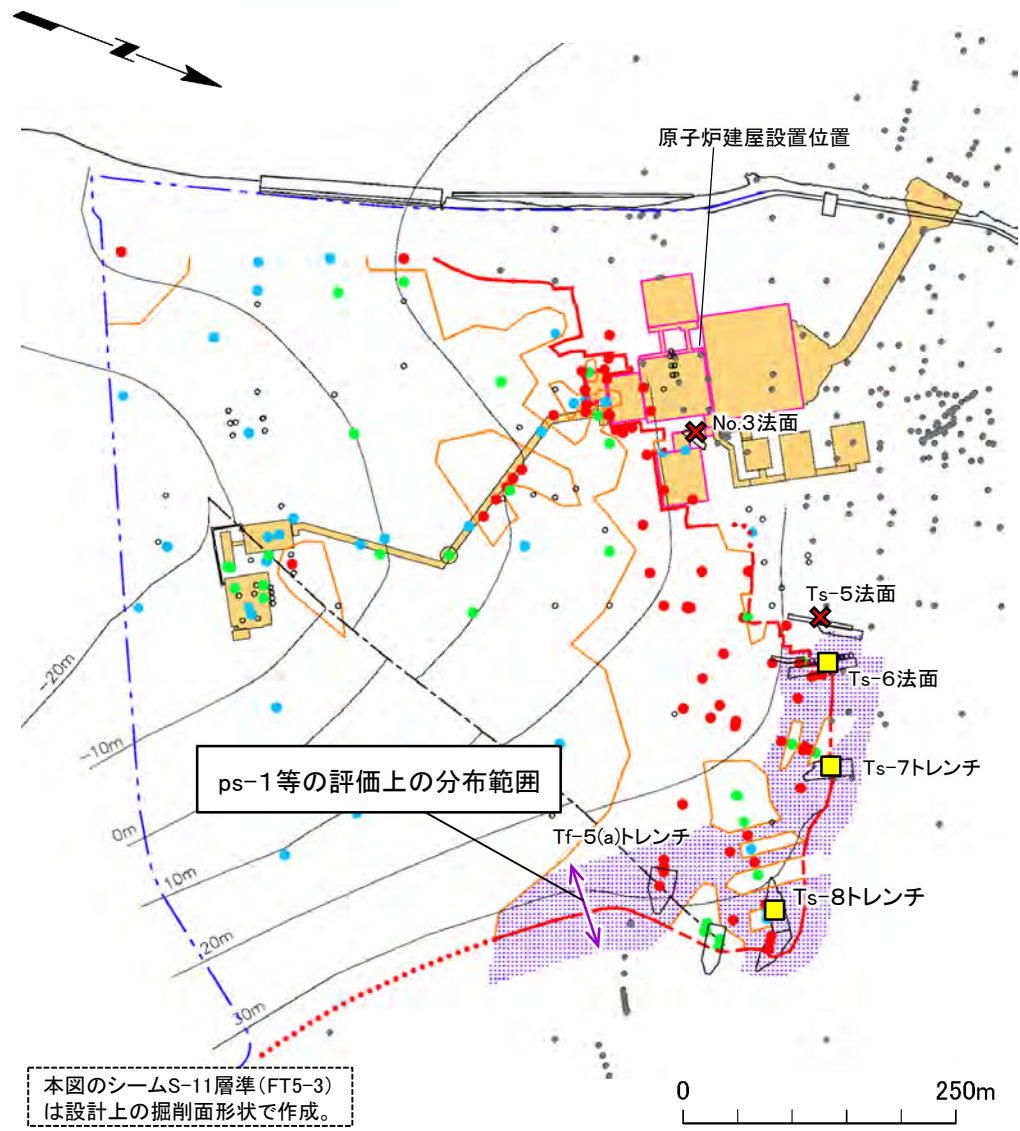 原子炉建屋設置位置
No.3法面
Ts-5法面
Ts-6法面
-20m
-10m
ps-1等の評価上の分布範囲
Ts-7トレンチ
0m
Tf-5(a)トレンチ
10m
Ts-8トレンチ
20m
30m
本図のシームS-11層準(FT5-3)
は設計上の掘削面形状で作成。
0 250m